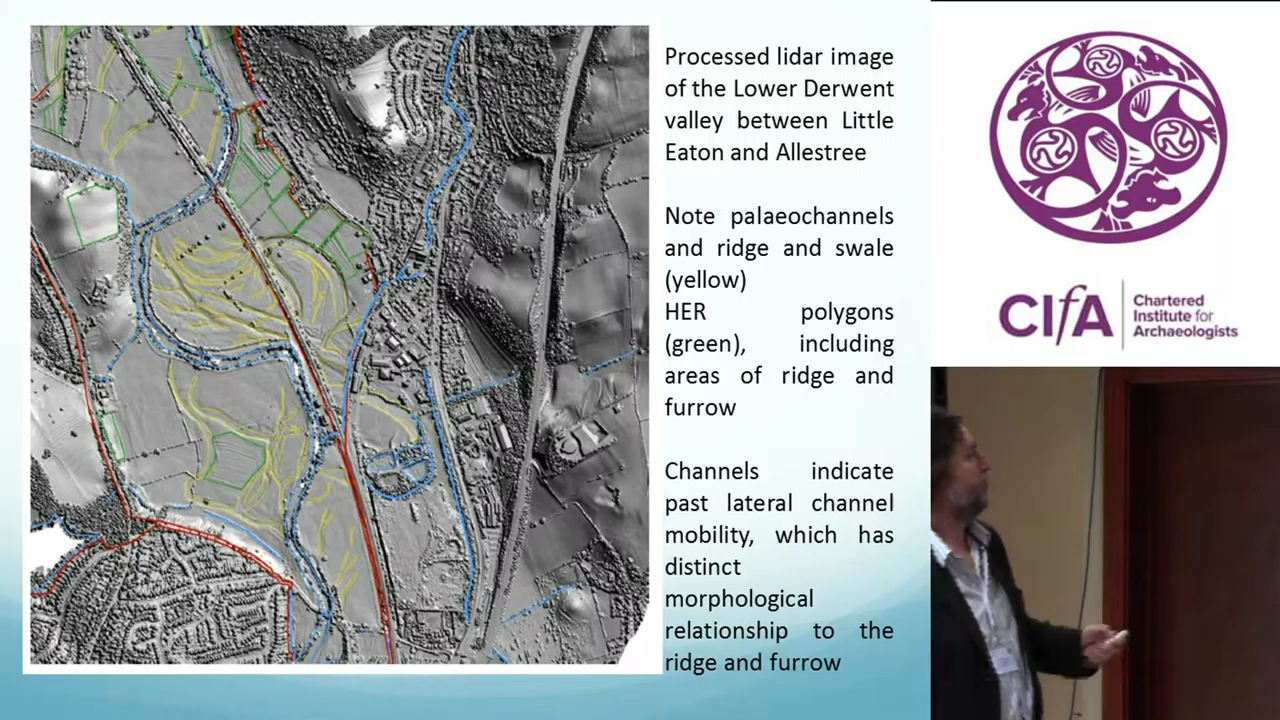 Processed lidar image
of the Lower Derwent
valley between Little
Eaton and Allestree
Note palaeochannels
and ridge and swale
(yellow)
HER polygons
(green), including
areas of ridge and
furrow
Channels indicate
past lateral channel
mobility, which has
distinct
morphological
relationship to the
ridge and furrow
CIfA
Chartered
Institute for
Archaeologists